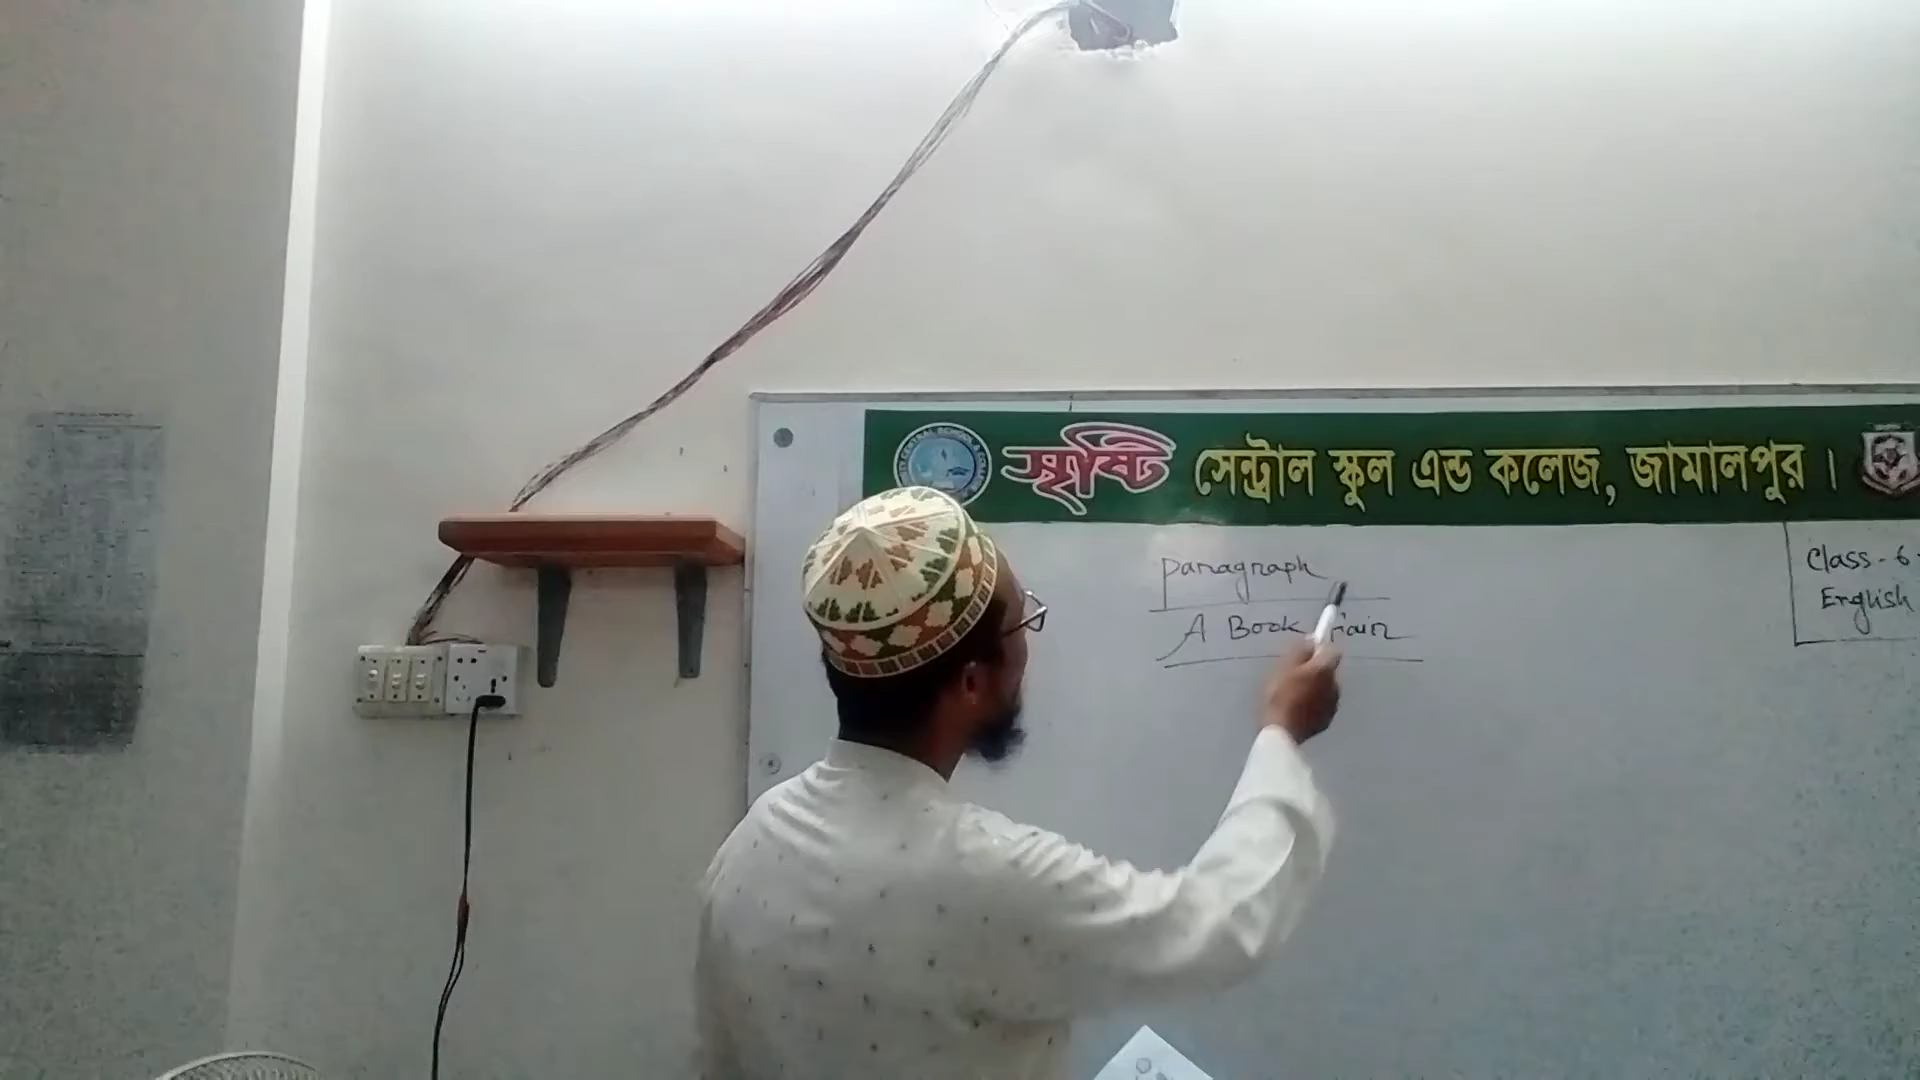 সৃষ্টি সেন্ট্রাল স্কুল এন্ড কলেজ, জামালপুর।
Paragraph
A Book Fair
Class - 6
English